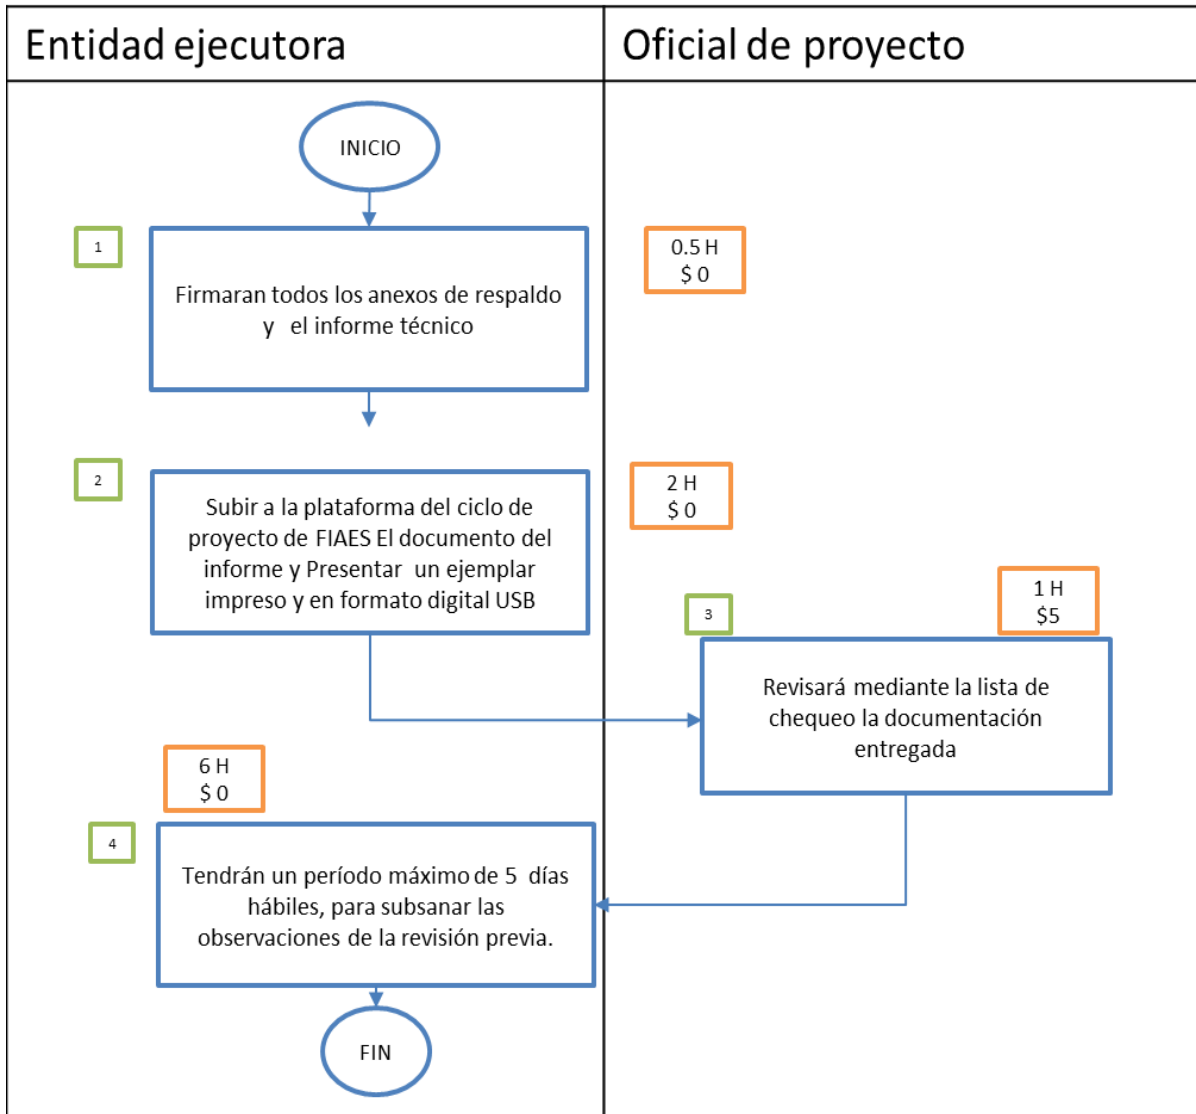 Entidad ejecutora
Oficial de proyecto
INICIO
1
Firmaran todos los anexos de respaldo
y el informe técnico
0.5 H
$ 0
2
Subir a la plataforma del ciclo de
proyecto de FIAES El documento del
informe y Presentar un ejemplar
impreso y en formato digital USB
2 H
$ 0
3
1 H
$5
Revisará mediante la lista de
chequeo la documentación
entregada
6 H
$ 0
4
Tendrán un período máximo de 5 días
hábiles, para subsanar las
observaciones de la revisión previa.
FIN